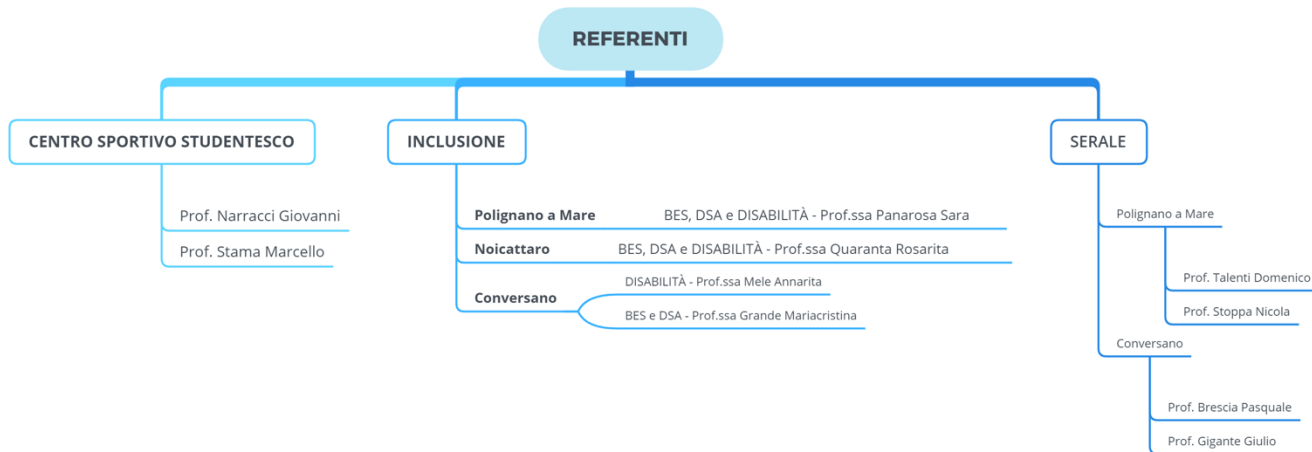 REFERENTI
CENTRO SPORTIVO STUDENTESCO
Prof. Narracci Giovanni
Prof. Stama Marcello
INCLUSIONE
Polignano a Mare BES, DSA e DISABILITÀ - Prof.ssa Panarosa Sara
Noicattaro BES, DSA e DISABILITÀ - Prof.ssa Quaranta Rosarita
Conversano
DISABILITÀ - Prof.ssa Mele Annarita
BES e DSA - Prof.ssa Grande Mariacristina
SERALE
Polignano a Mare
Prof. Talenti Domenico
Prof. Stoppa Nicola
Conversano
Prof. Brescia Pasquale
Prof. Gigante Giulio